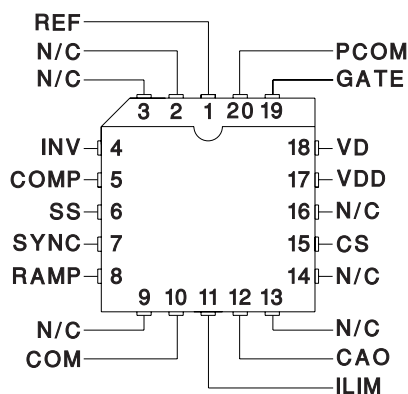 REF
N/C PCOM
N/C GATE
3 2 1 20 19
INV 4 18 VD
COMP 5 17 VDD
SS 6 16 N/C
SYNC 7 15 CS
RAMP 8 14 N/C
9 10 11 12 13
N/C N/C
COM CAO
ILIM